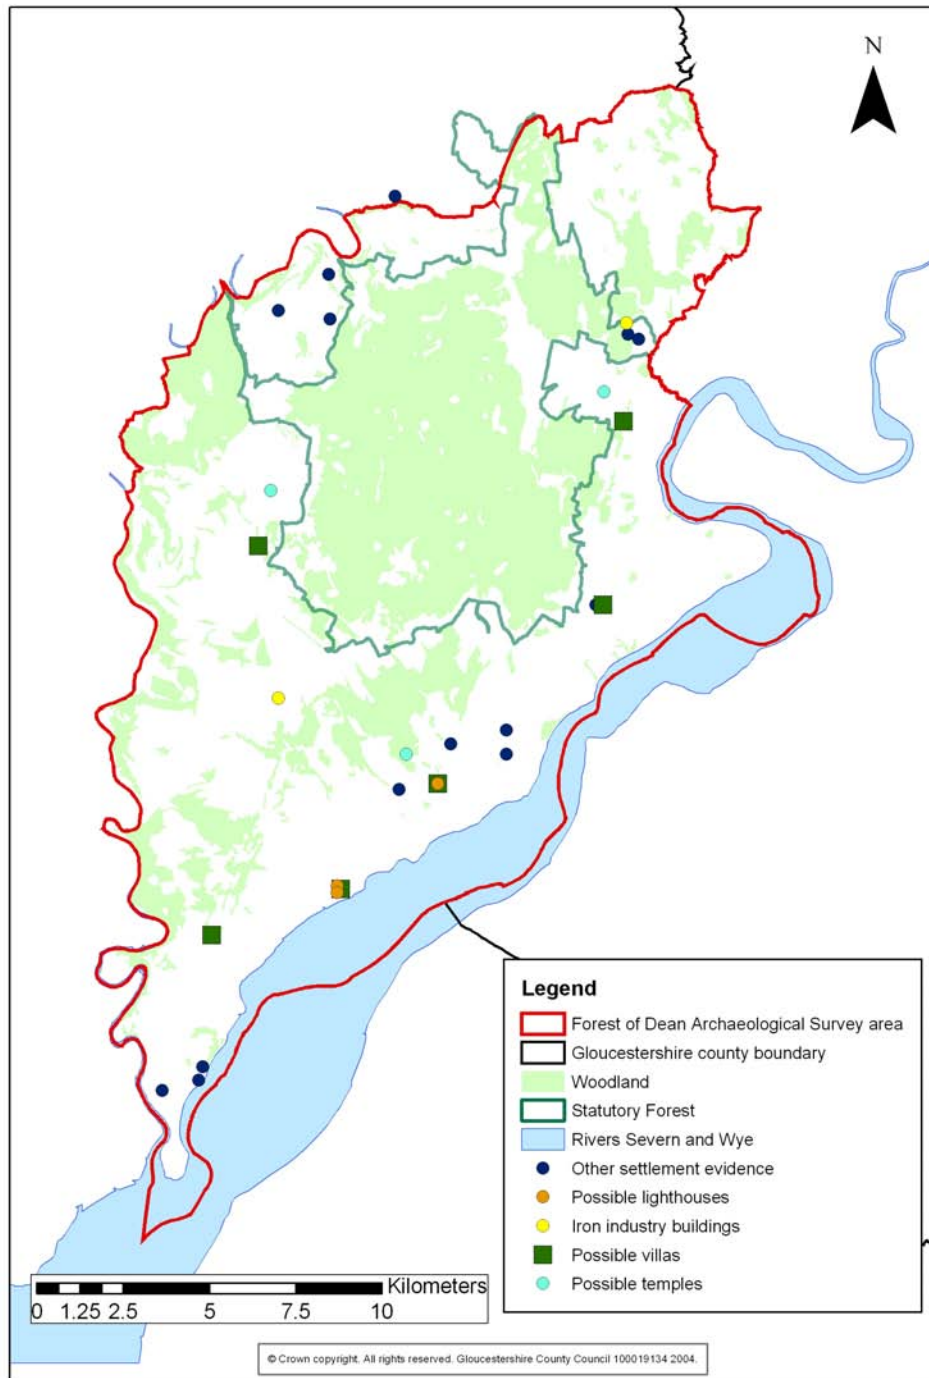 N
Legend
Forest of Dean Archaeological Survey area
Gloucestershire county boundary
Woodland
Statutory Forest
Rivers Severn and Wye
Other settlement evidence
Possible lighthouses
Iron industry buildings
Possible villas
Possible temples
Kilometers
0 1.25 2.5 5 7.5 10
© Crown copyright. All rights reserved. Gloucestershire County Council 100019134 2004.